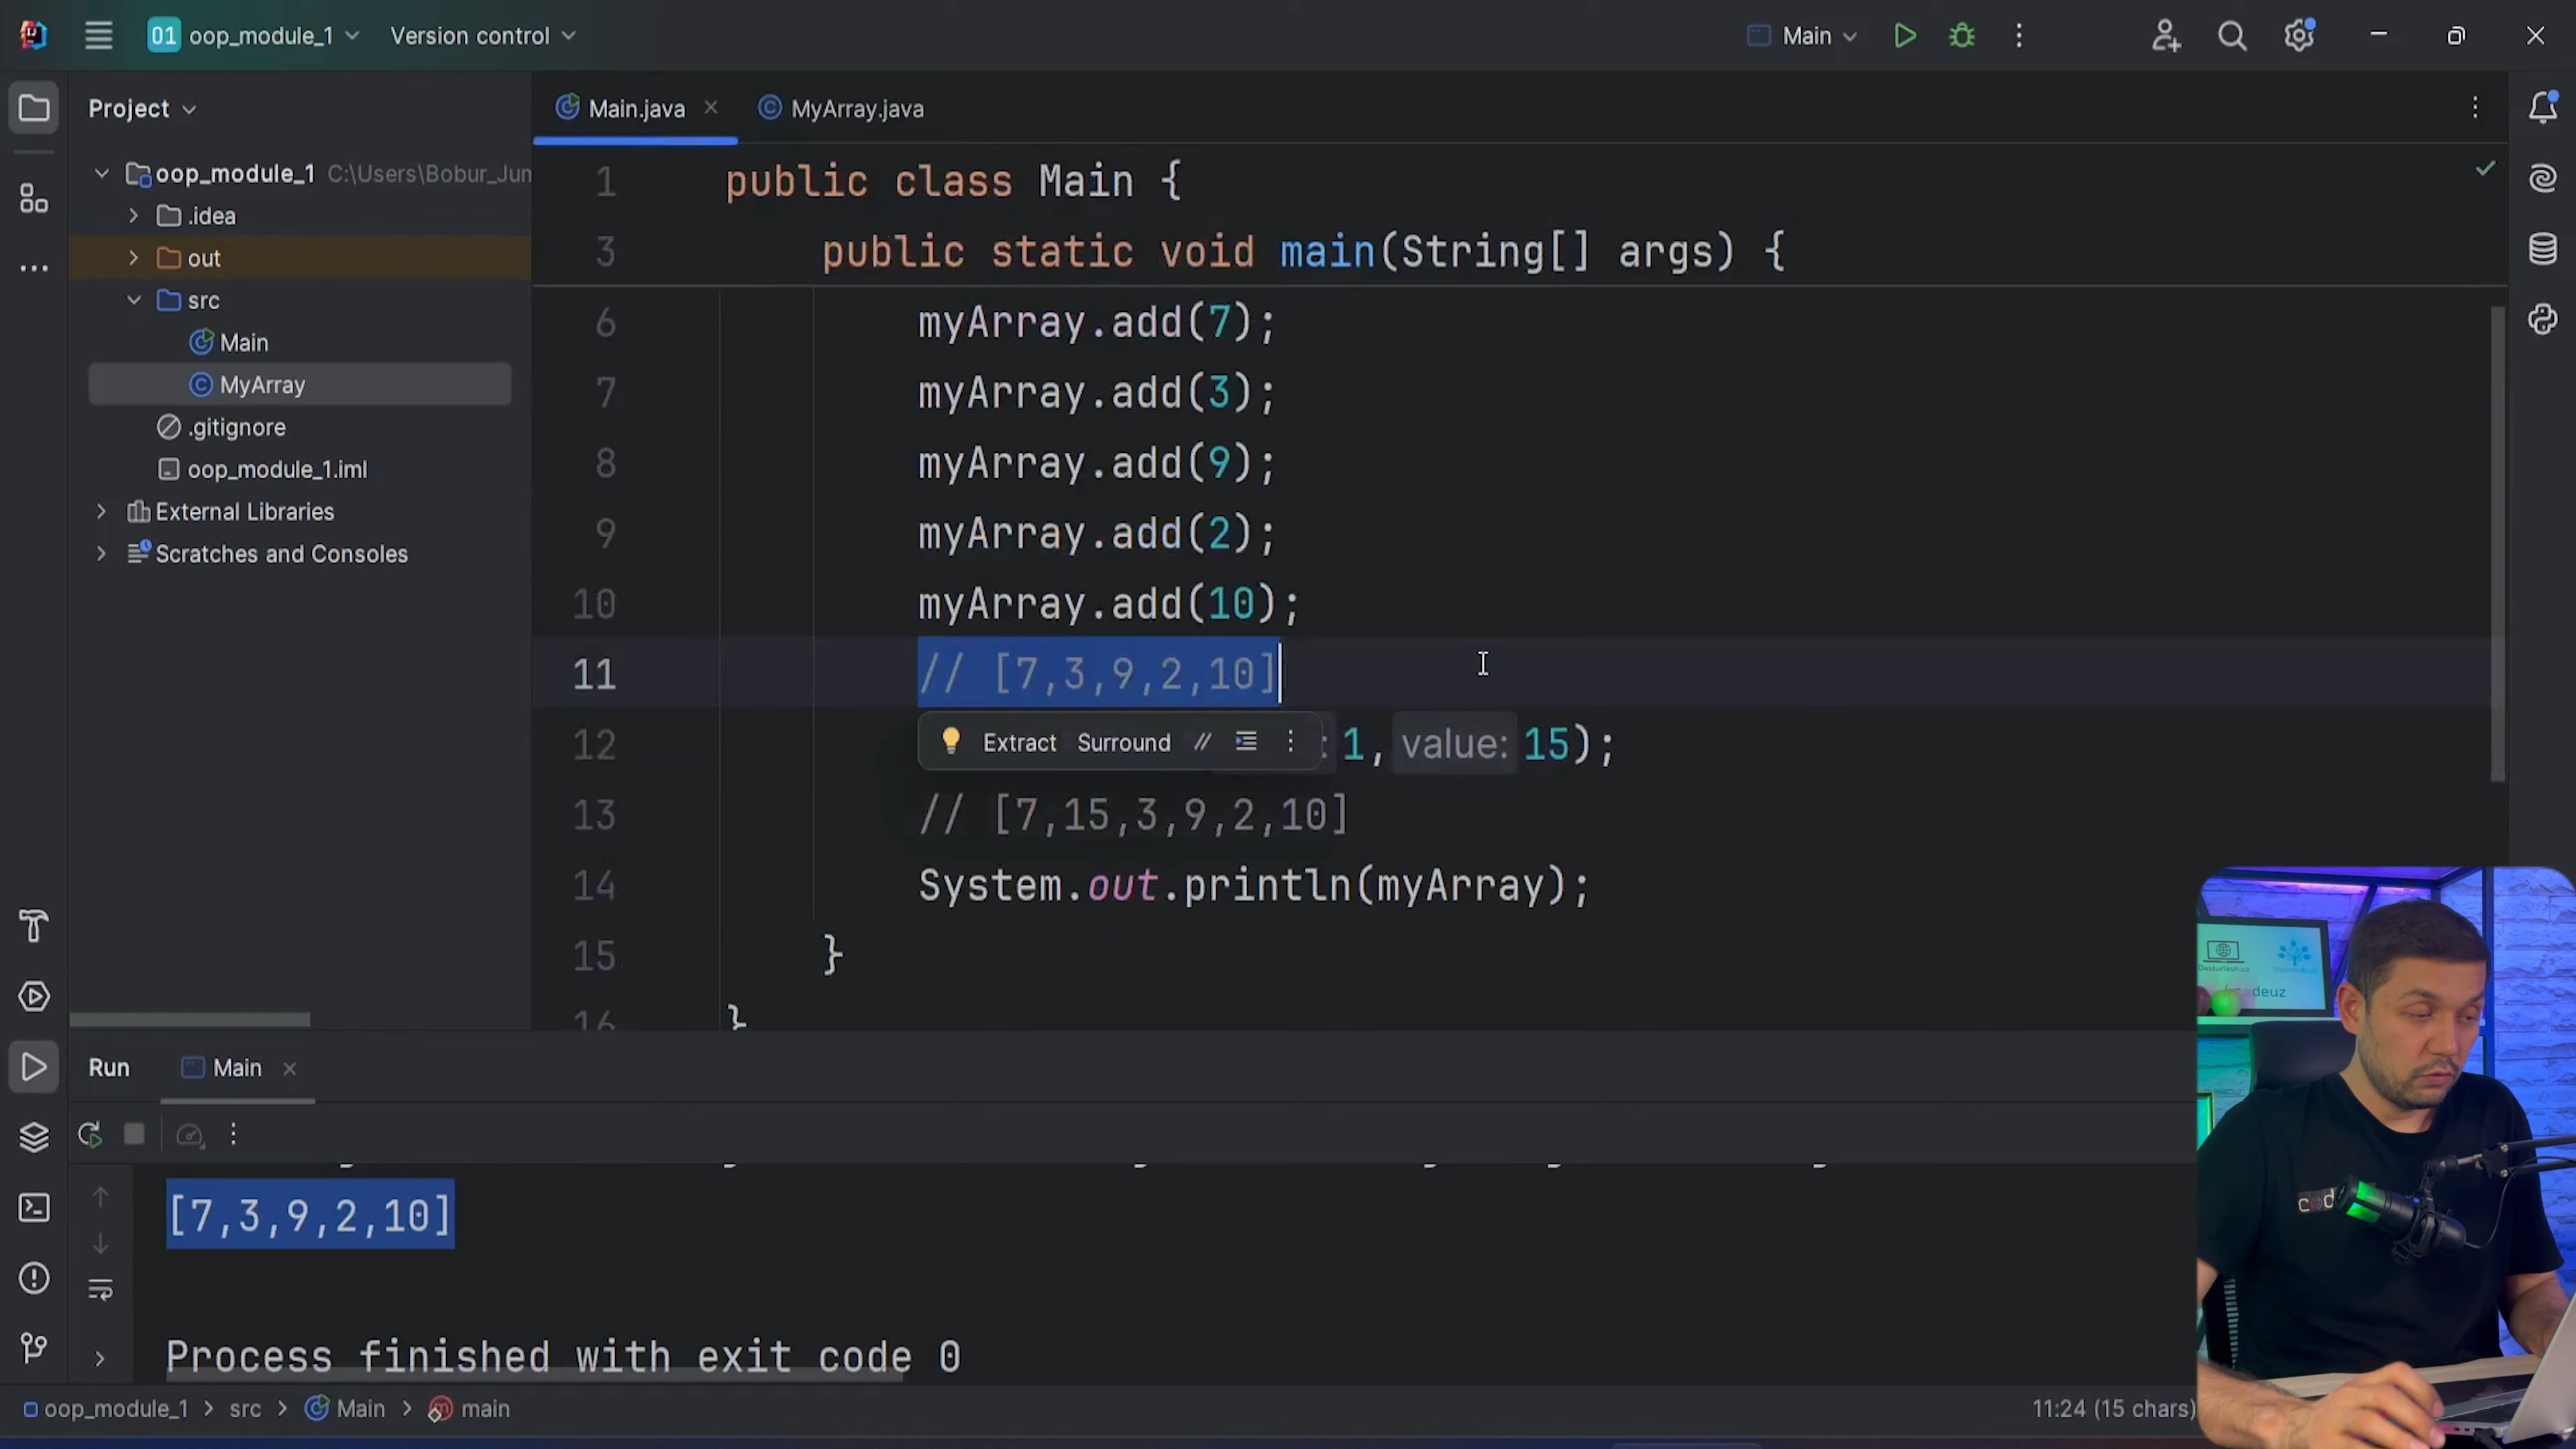 01 oop_module_1 Version control Main
Project
Main.java MyArray.java
oop_module_1 C:\Users\Bobur_Jun
.idea
out
src
Main
MyArray
.gitignore
oop_module_1.iml
External Libraries
Scratches and Consoles
1 public class Main {
3 public static void main(String[] args) {
6 myArray.add(7);
7 myArray.add(3);
8 myArray.add(9);
9 myArray.add(2);
10 myArray.add(10);
11 // [7,3,9,2,10]
12 : 1, value: 15);
Extract Surround //
13 // [7,15,3,9,2,10]
14 System.out.println(myArray);
15 }
16 }
Run Main
[7,3,9,2,10]
Process finished with exit code 0
oop_module_1 > src > Main > main
11:24 (15 chars)
Dasturlash.uz
cod